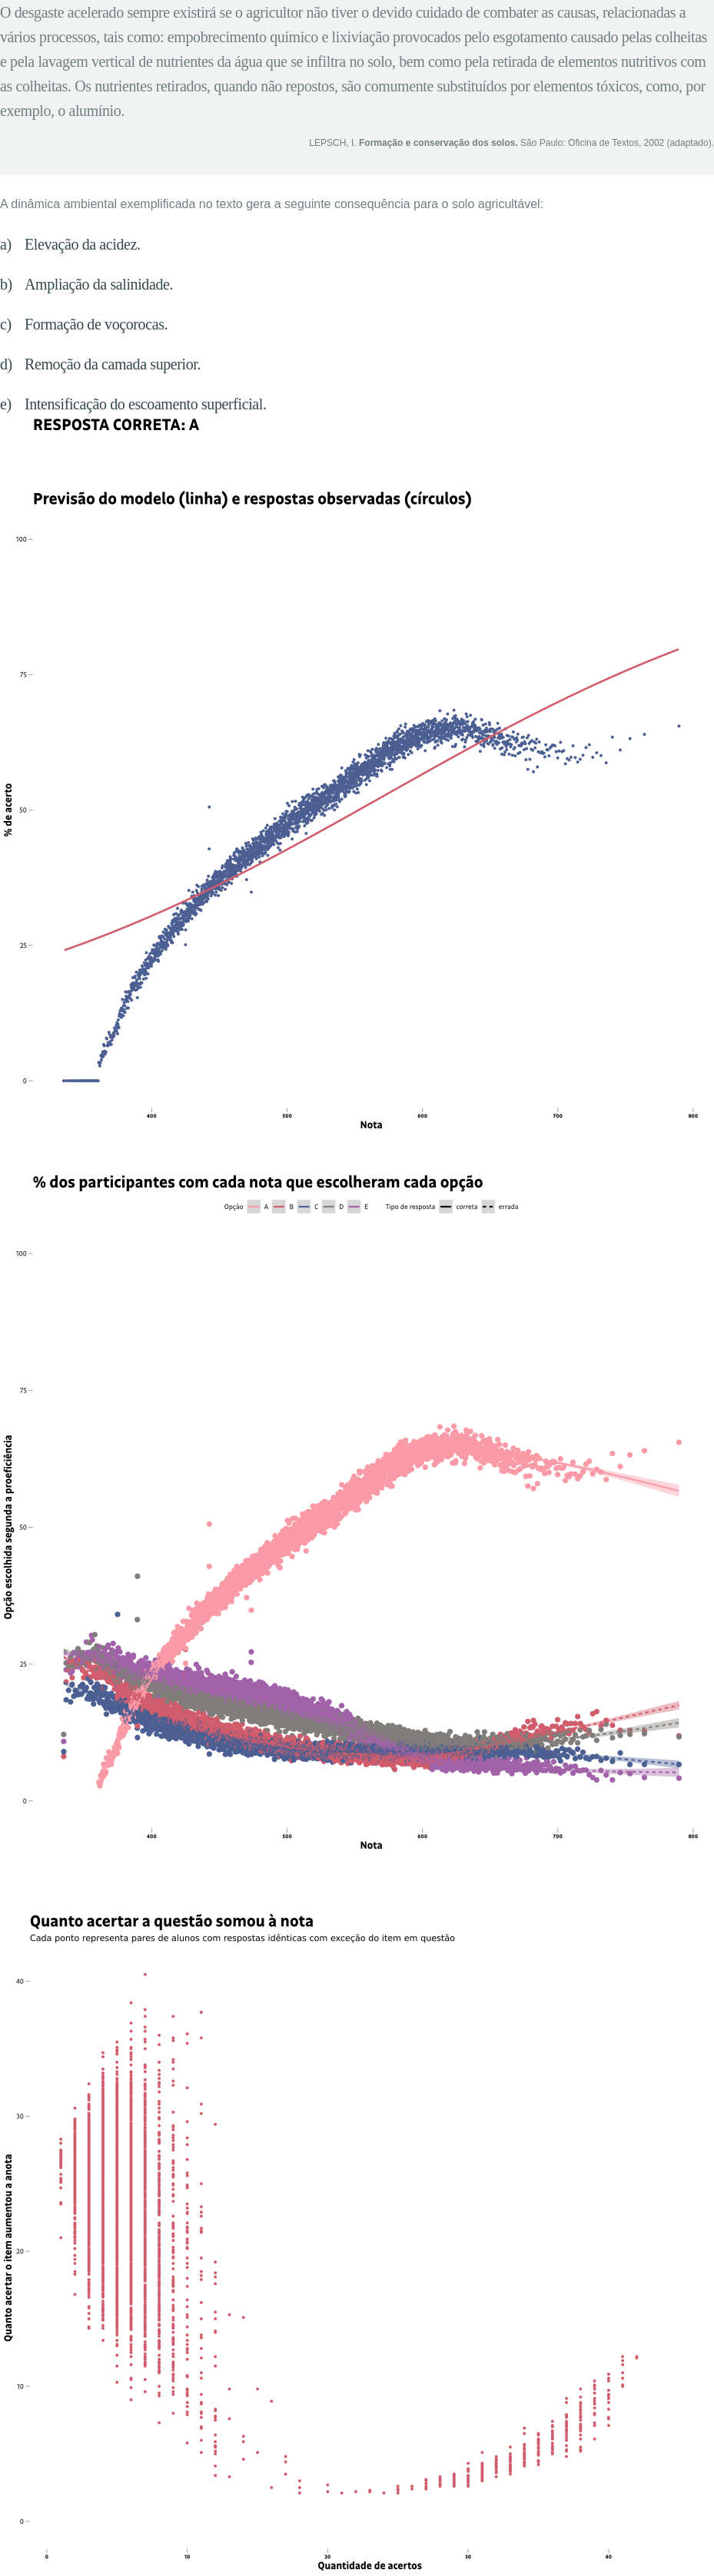 O desgaste acelerado sempre existirá se o agricultor não tiver o devido cuidado de combater as causas, relacionadas a
vários processos, tais como: empobrecimento químico e lixiviação provocados pelo esgotamento causado pelas colheitas
e pela lavagem vertical de nutrientes da água que se infiltra no solo, bem como pela retirada de elementos nutritivos com
as colheitas. Os nutrientes retirados, quando não repostos, são comumente substituídos por elementos tóxicos, como, por
exemplo, o alumínio.
LEPSCH, I. Formação e conservação dos solos. São Paulo: Oficina de Textos, 2002 (adaptado).
A dinâmica ambiental exemplificada no texto gera a seguinte consequência para o solo agricultável:
a) Elevação da acidez.
b) Ampliação da salinidade.
c) Formação de voçorocas.
d) Remoção da camada superior.
e) Intensificação do escoamento superficial.
RESPOSTA CORRETA: A
Previsão do modelo (linha) e respostas observadas (círculos)
100
75
% de acerto
50
25
0
400 500 600 700 800
Nota
% dos participantes com cada nota que escolheram cada opção
Opção A B C D E Tipo de resposta correta errada
100
75
Opção escolhida segunda a proeficiência
50
25
0
400 500 600 700 800
Nota
Quanto acertar a questão somou à nota
Cada ponto representa pares de alunos com respostas idênticas com exceção do item em questão
40
30
Quanto acertar o item aumentou a anota
20
10
0
0 10 20 30 40
Quantidade de acertos